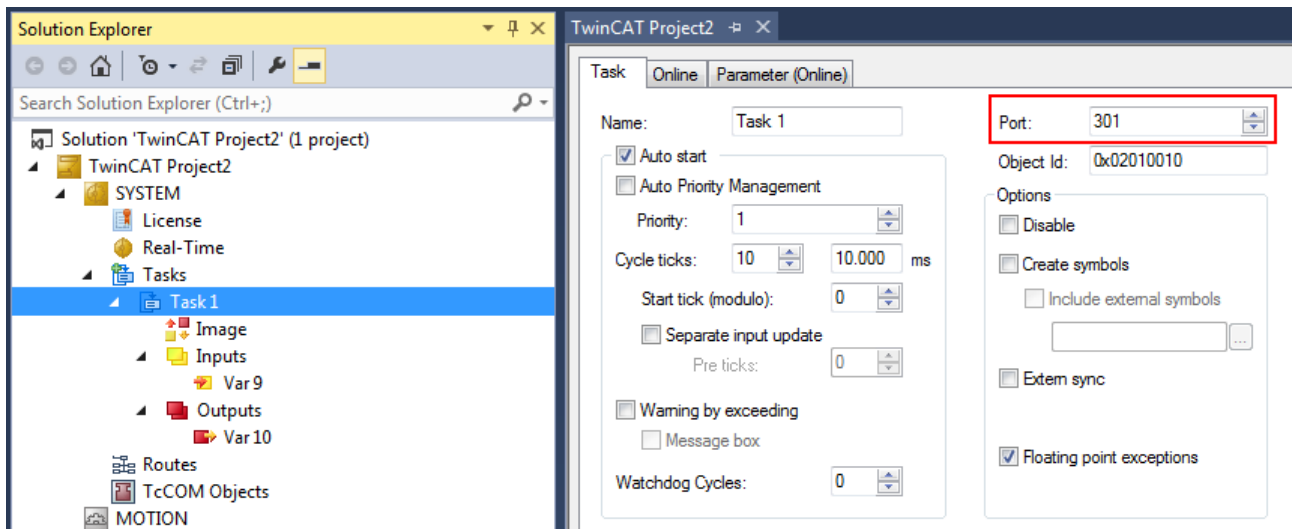 Solution Explorer
Search Solution Explorer (Ctrl+;)
Solution 'TwinCAT Project2' (1 project)
TwinCAT Project2
SYSTEM
License
Real-Time
Tasks
Task 1
Image
Inputs
Var 9
Outputs
Var 10
Routes
TcCOM Objects
MOTION
TwinCAT Project2
Task Online Parameter (Online)
Name: Task 1
Auto start
Auto Priority Management
Priority: 1
Cycle ticks: 10 10.000 ms
Start tick (modulo): 0
Separate input update
Pre ticks: 0
Warning by exceeding
Message box
Watchdog Cycles: 0
Port: 301
Object Id: 0x02010010
Options
Disable
Create symbols
Include external symbols
...
Extern sync
Floating point exceptions